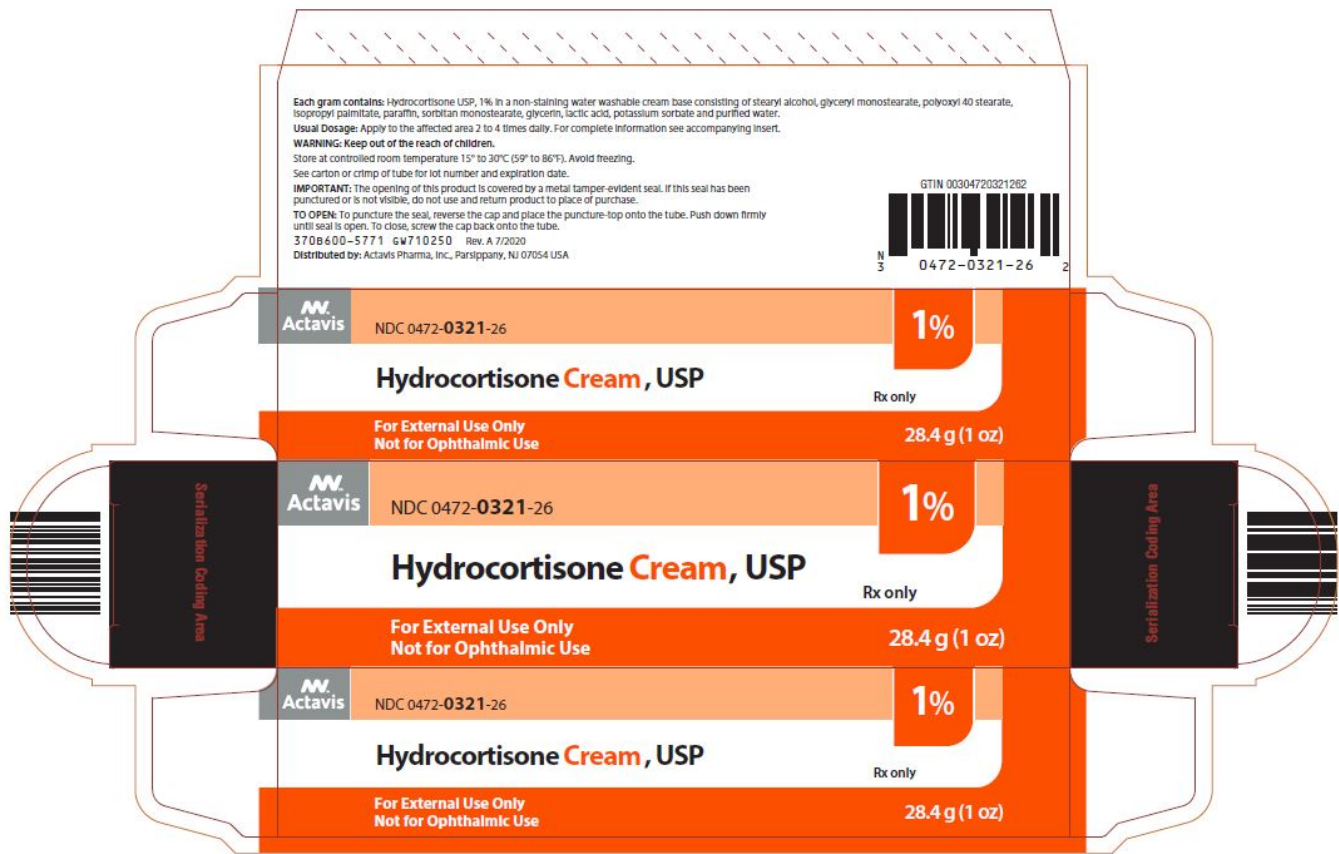 Each gram contains: Hydrocortisone USP, 1% in a non-staining water washable cream base consisting of stearyl alcohol, glyceryl monostearate, polyoxyl 40 stearate,
isopropyl palmitate, paraffin, sorbitan monostearate, glycerin, lactic acid, potassium sorbate and purified water.
Usual Dosage: Apply to the affected area 2 to 4 times daily. For complete information see accompanying insert.
WARNING: Keep out of the reach of children.
Store at controlled room temperature 15° to 30°C (59° to 86°F). Avoid freezing.
See carton or crimp of tube for lot number and expiration date.
IMPORTANT: The opening of this product is covered by a metal tamper-evident seal. If this seal has been
punctured or is not visible, do not use and return product to place of purchase.
TO OPEN: To puncture the seal, reverse the cap and place the puncture-top onto the tube. Push down firmly
until seal is open. To close, screw the cap back onto the tube.
370B600-5771 GW710250 Rev. A 7/2020
Distributed by: Actavis Pharma, Inc., Parsippany, NJ 07054 USA
GTIN 00304720321262
N
3 0472-0321-26 2
Actavis
NDC 0472-0321-26
1%
Hydrocortisone Cream, USP
Rx only
For External Use Only
Not for Ophthalmic Use
28.4 g (1 oz)
Serialization Coding Area
Actavis
NDC 0472-0321-26
1%
Hydrocortisone Cream, USP
Rx only
For External Use Only
Not for Ophthalmic Use
28.4 g (1 oz)
Serialization Coding Area
Actavis
NDC 0472-0321-26
1%
Hydrocortisone Cream, USP
Rx only
For External Use Only
Not for Ophthalmic Use
28.4 g (1 oz)